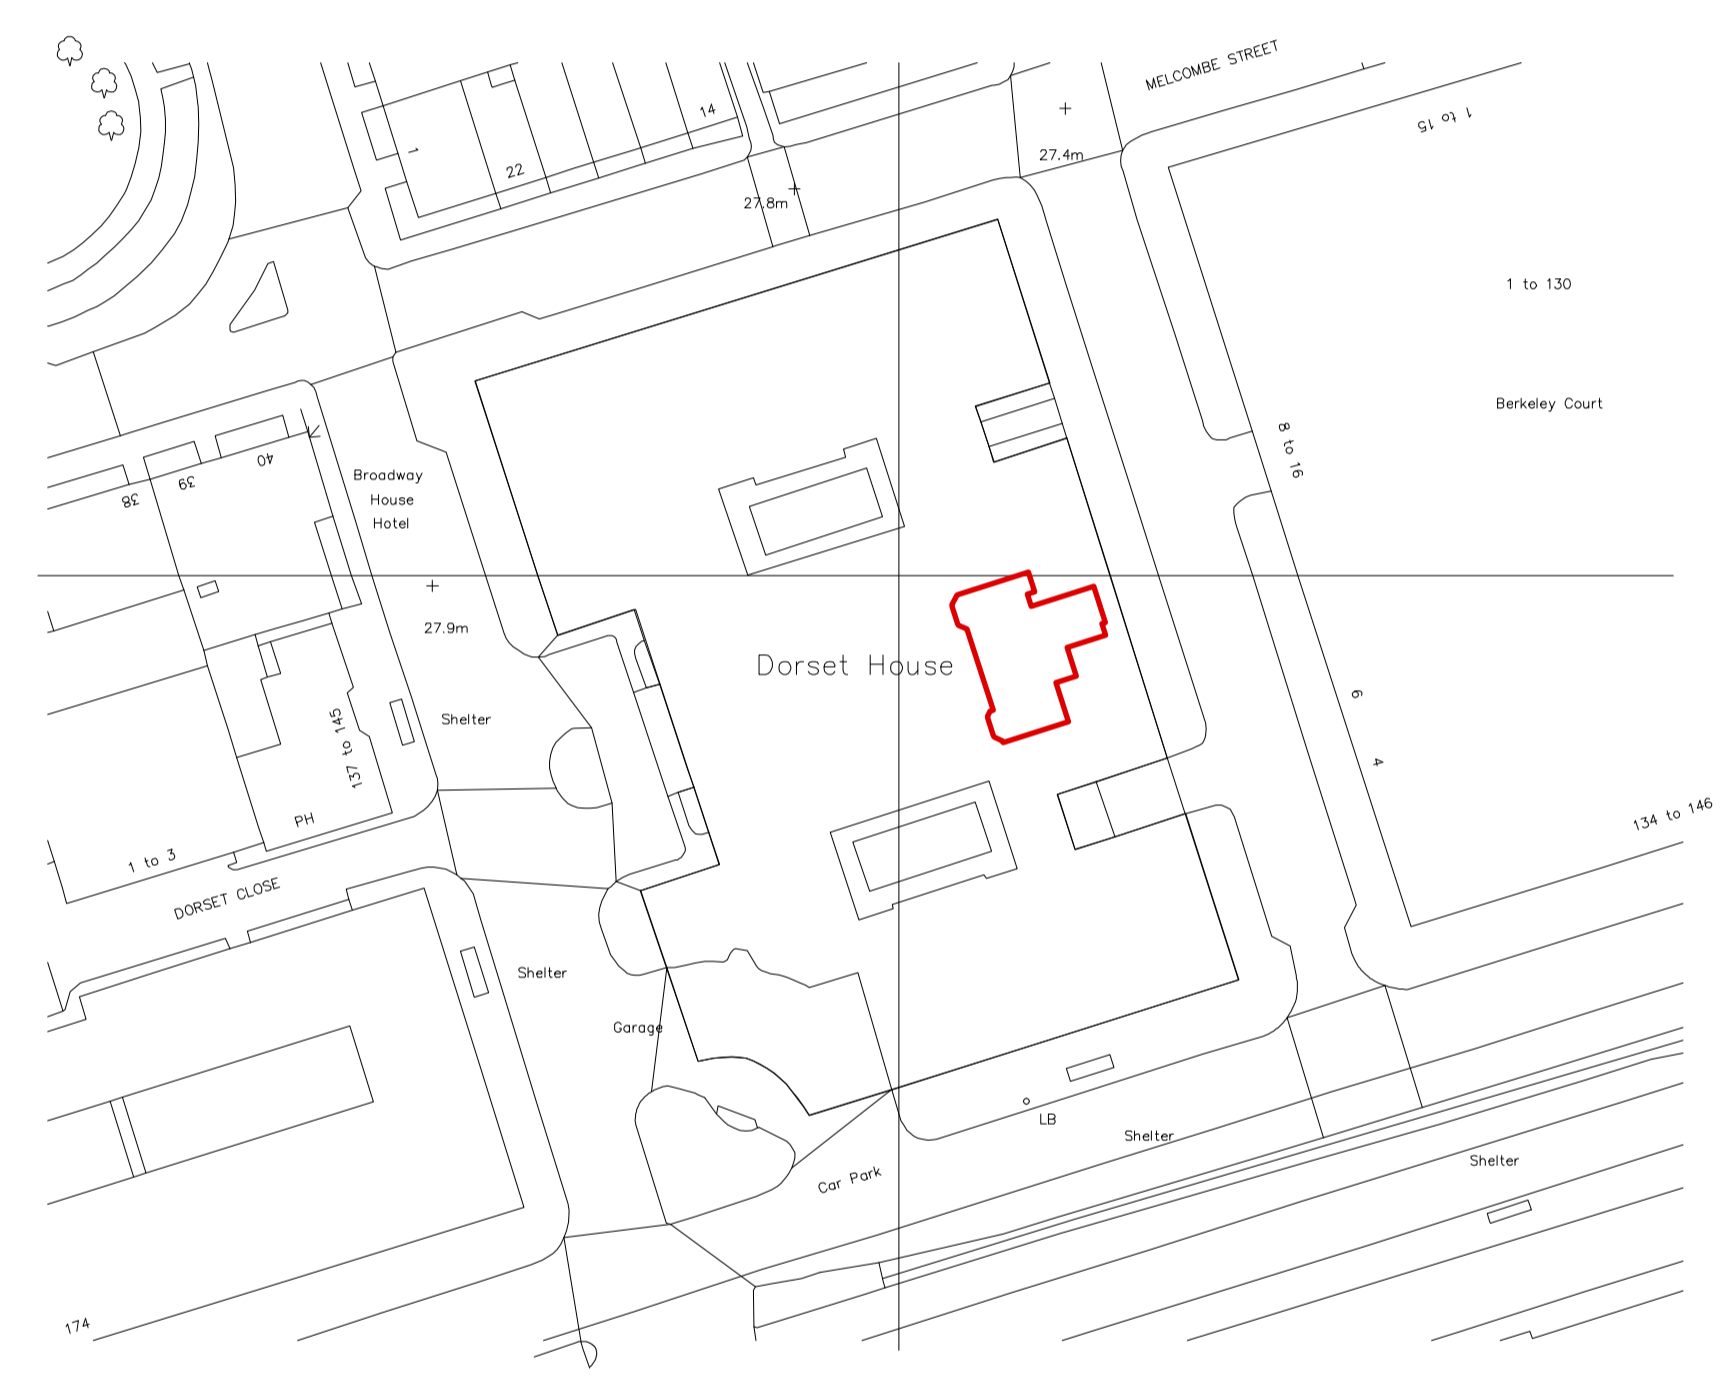 MELCOMBE STREET
14
1
22
27.4m
1 to 15
27.8m
1 to 130
Berkeley Court
8 to 16
40
39
38
Broadway
House
Hotel
27.9m
Dorset House
Shelter
137 to 145
6
4
PH
1 to 3
134 to 146
DORSET CLOSE
Shelter
Garage
LB
Shelter
Shelter
Car Park
174